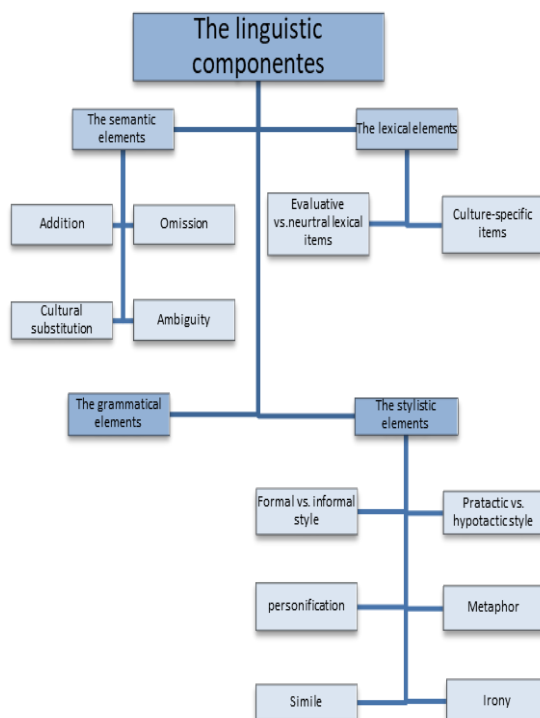 The linguistic
componentes
The semantic
elements
The lexical elements
Addition
Omission
Evaluative
vs.neurtral lexical
items
Culture-specific
items
Cultural
substitution
Ambiguity
The grammatical
elements
The stylistic
elements
Formal vs. informal
style
Pratactic vs.
hypotactic style
personification
Metaphor
Simile
Irony